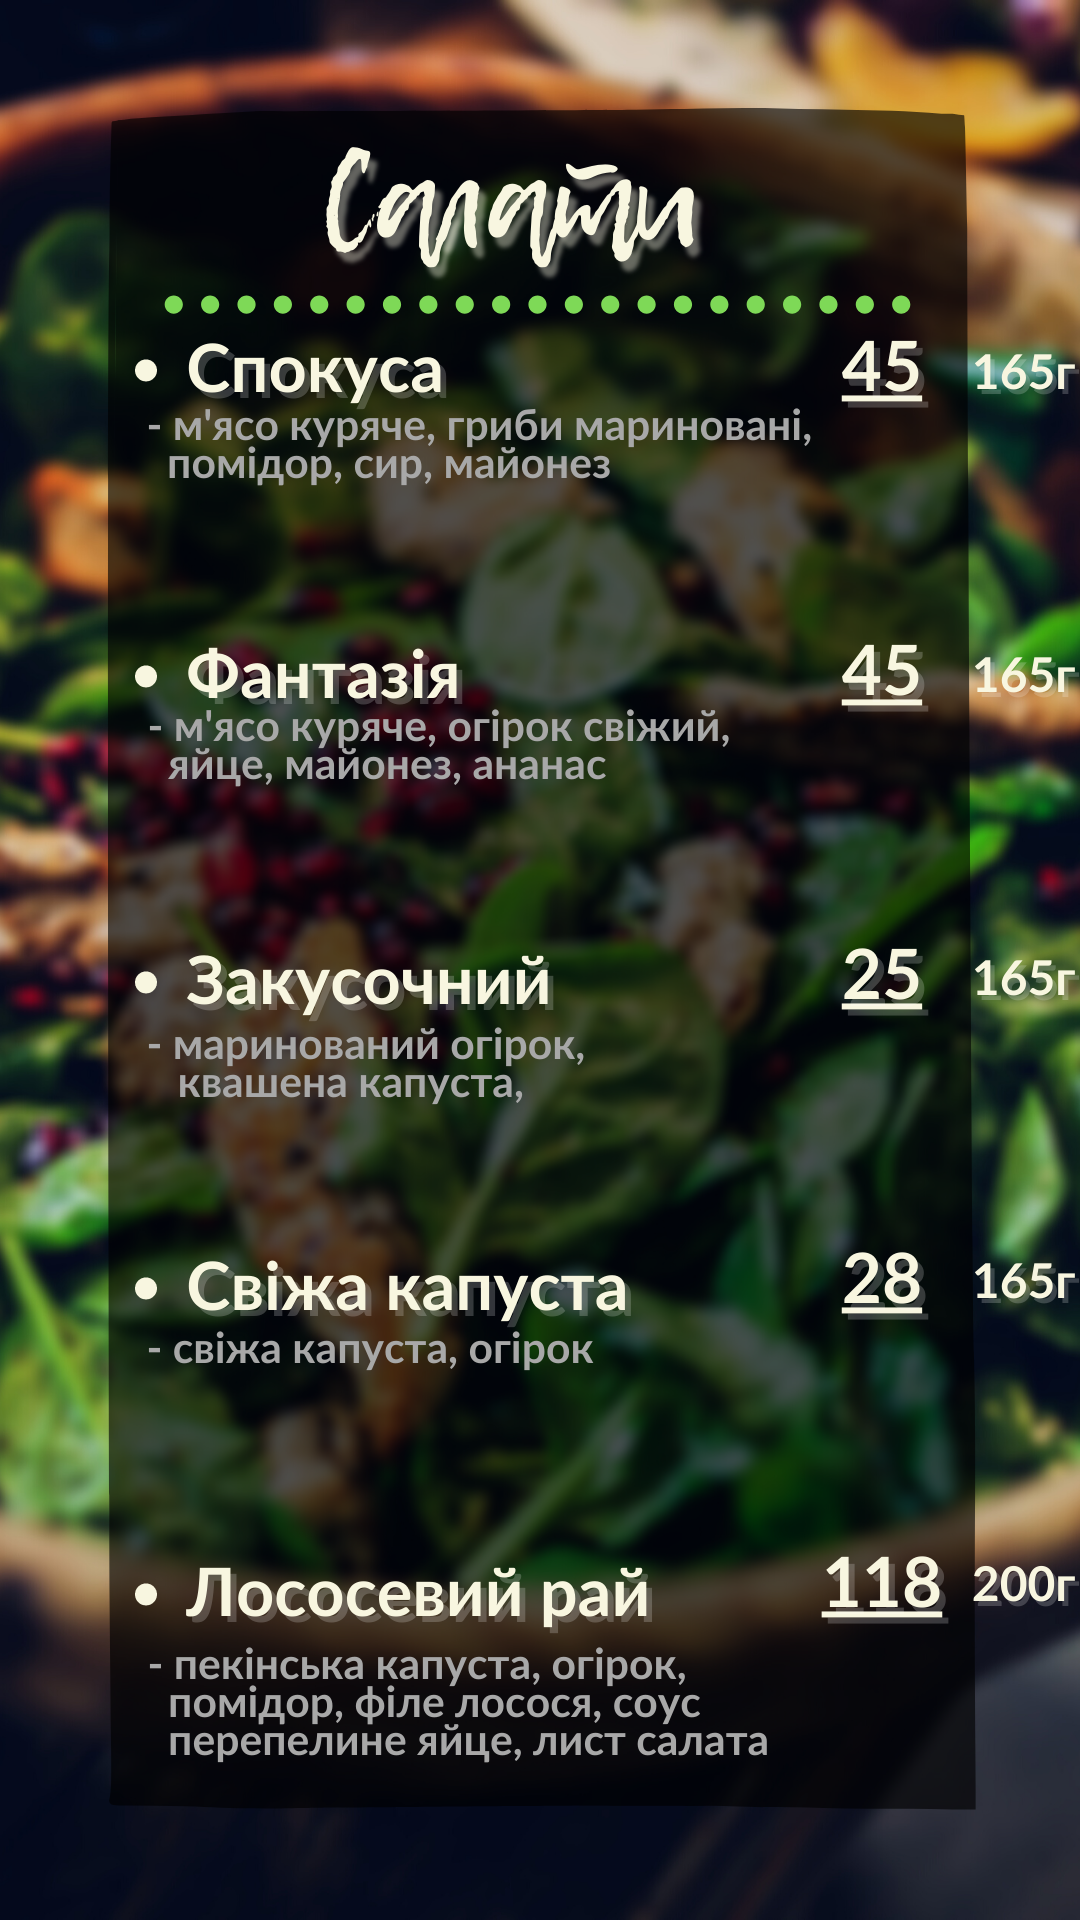 Салати
• Спокуса 45 165г
- м'ясо куряче, гриби мариновані,
помідор, сир, майонез
• Фантазія 45 165г
- м'ясо куряче, огірок свіжий,
яйце, майонез, ананас
• Закусочний 25 165г
- маринований огірок,
квашена капуста,
• Свіжа капуста 28 165г
- свіжа капуста, огірок
• Лососевий рай 118 200г
- пекінська капуста, огірок,
помідор, філе лосося, соус
перепелине яйце, лист салата